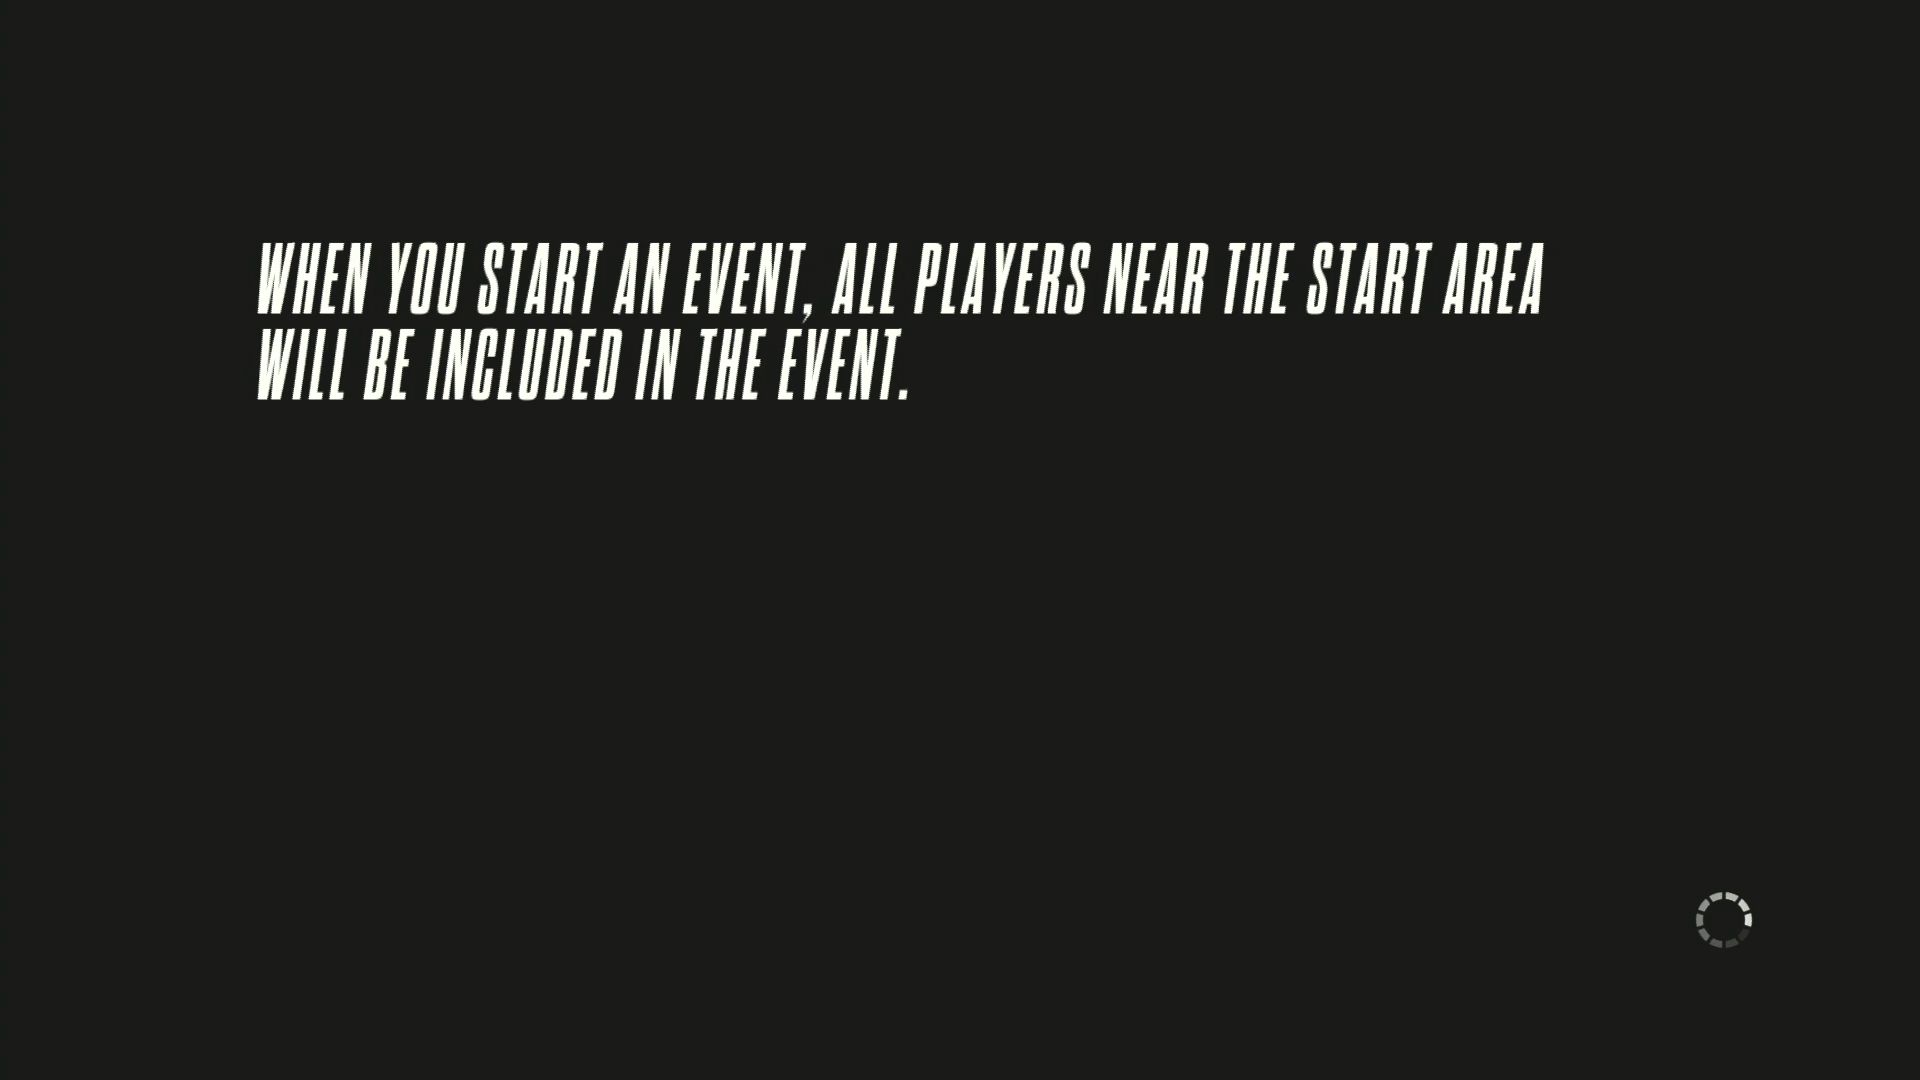 WHEN YOU START AN EVENT, ALL PLAYERS NEAR THE START AREA
WILL BE INCLUDED IN THE EVENT.